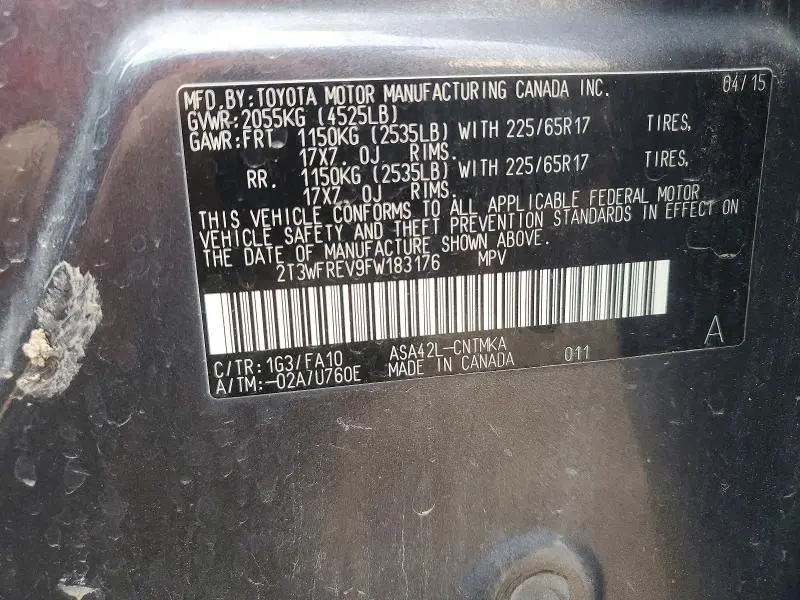 MFD.BY:TOYOTA MOTOR MANUFACTURING CANADA INC. 04/15
GVWR:2055KG (4525LB)
GAWR:FRT 1150KG (2535LB) WITH 225/65R17 TIRES,
17X7.0J RIMS.
RR. 1150KG (2535LB) WITH 225/65R17 TIRES,
17X7.0J RIMS.
THIS VEHICLE CONFORMS TO ALL APPLICABLE FEDERAL MOTOR
VEHICLE SAFETY AND THEFT PREVENTION STANDARDS IN EFFECT ON
THE DATE OF MANUFACTURE SHOWN ABOVE.
2T3WFREV9FW183176 MPV
C/TR:1G3/FA10 ASA42L-CNTMKA A
A/TM:-02A/U760E MADE IN CANADA 011